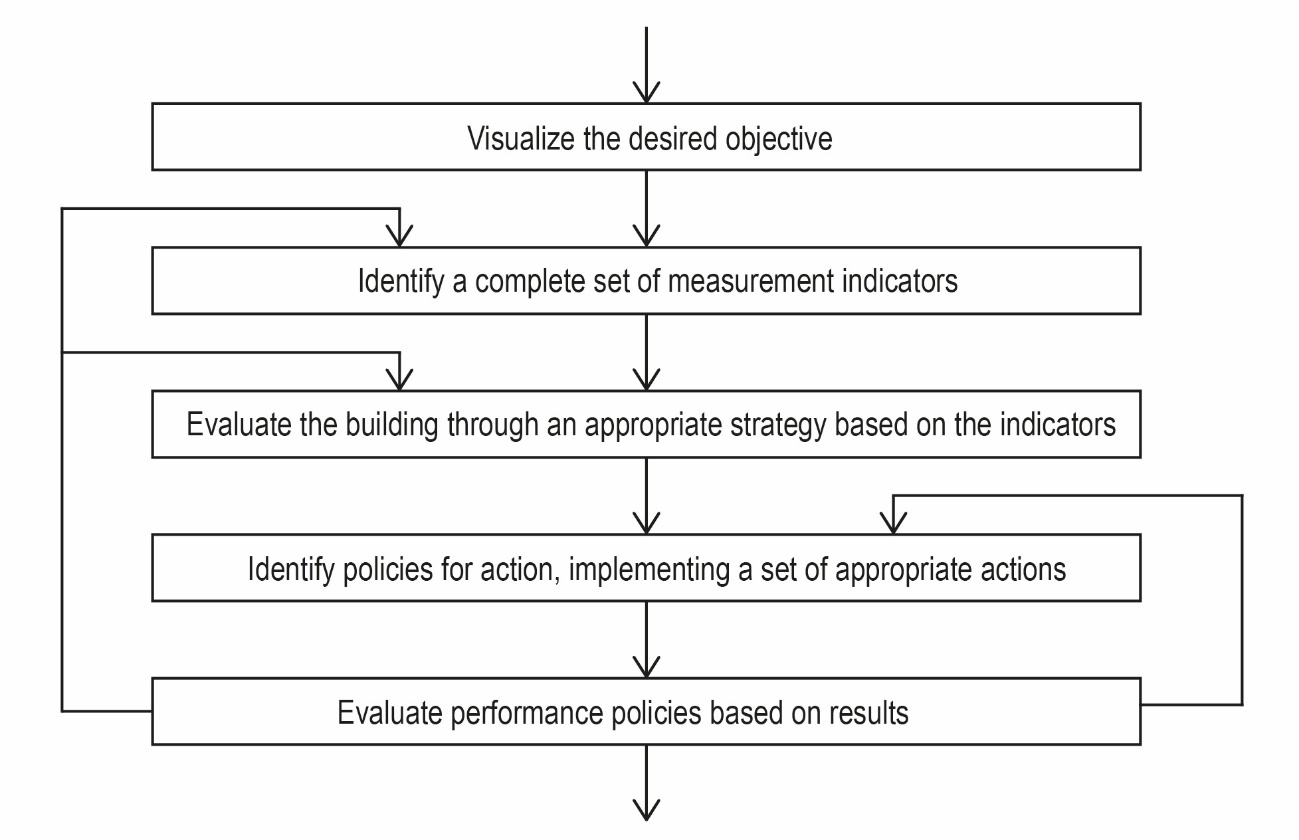 Visualize the desired objective
Identify a complete set of measurement indicators
Evaluate the building through an appropriate strategy based on the indicators
Identify policies for action, implementing a set of appropriate actions
Evaluate performance policies based on results